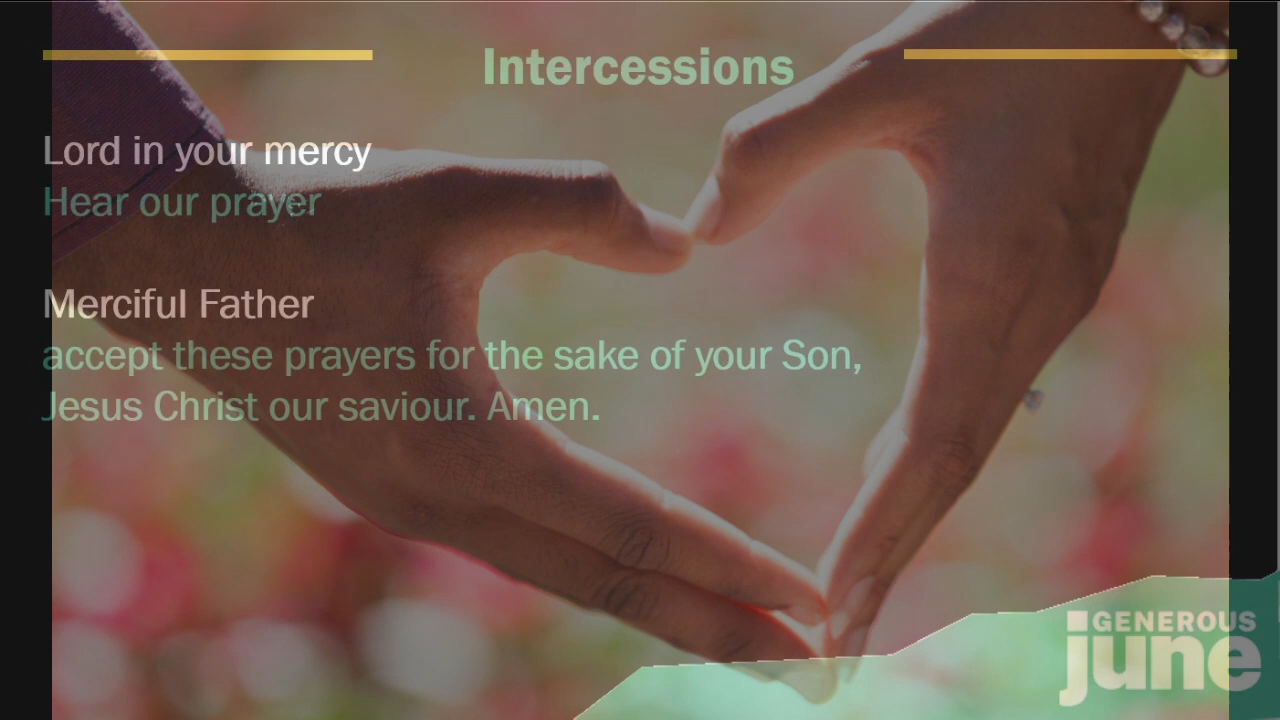 Intercessions
Lord in your mercy
Hear our prayer
Merciful Father
accept these prayers for the sake of your Son,
Jesus Christ our saviour. Amen.
GENEROUS
june